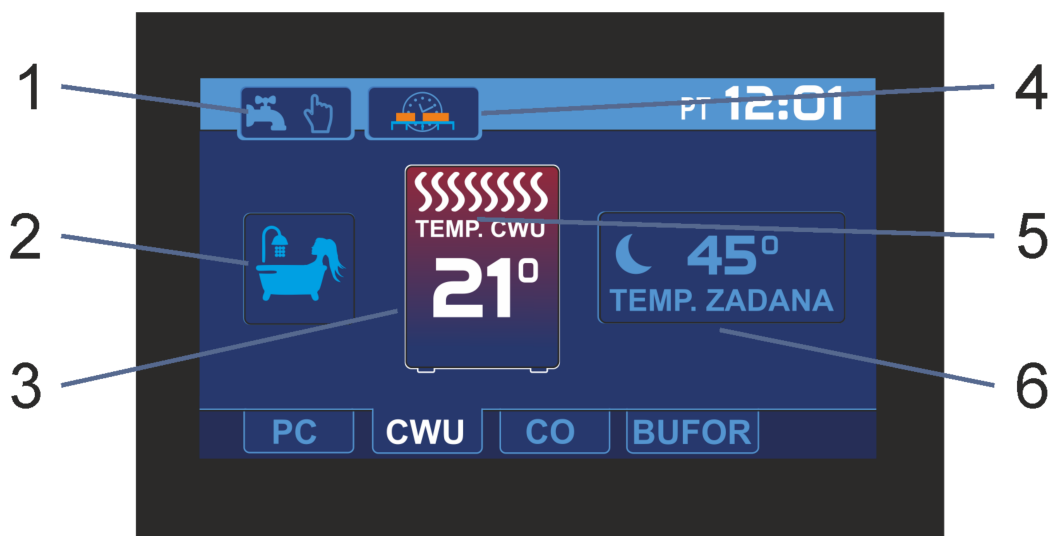 1
4
PT 12:01
2
TEMP. CWU
21°
5
45°
TEMP. ZADANA
3
6
PC
CWU
CO
BUFOR